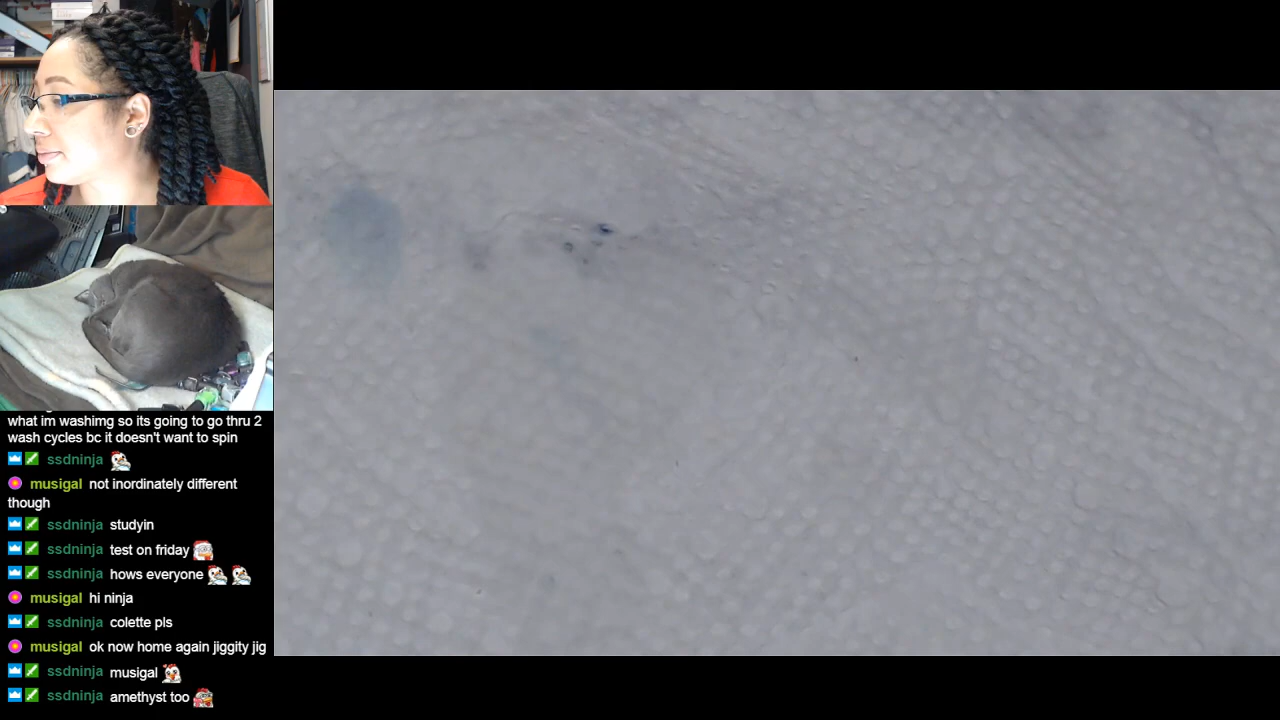 what im washimg so its going to go thru 2
wash cycles bc it doesn't want to spin
ssdninja
musigal not inordinately different
though
ssdninja studyin
ssdninja test on friday
ssdninja hows everyone
musigal hi ninja
ssdninja colette pls
musigal ok now home again jiggity jig
ssdninja musigal
ssdninja amethyst too